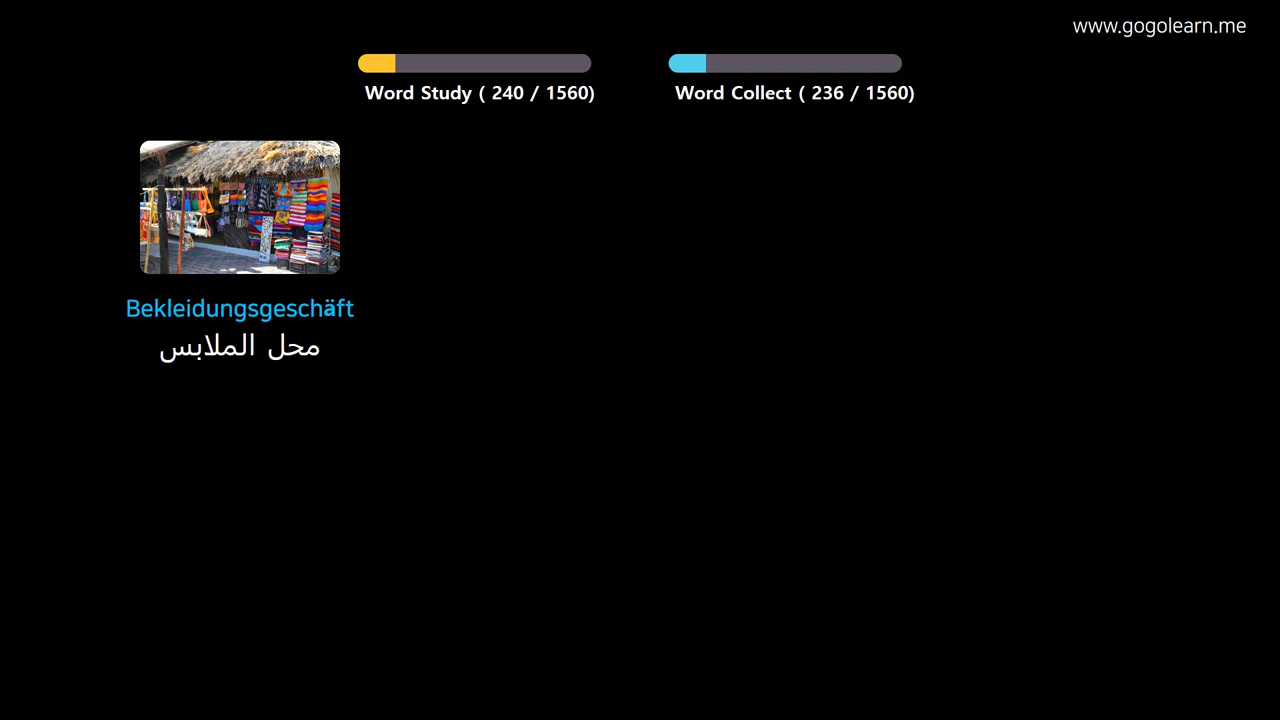 www.gogolearn.me
Word Study ( 240 / 1560)
Word Collect ( 236 / 1560)
Bekleidungsgeschäft
محل الملابس